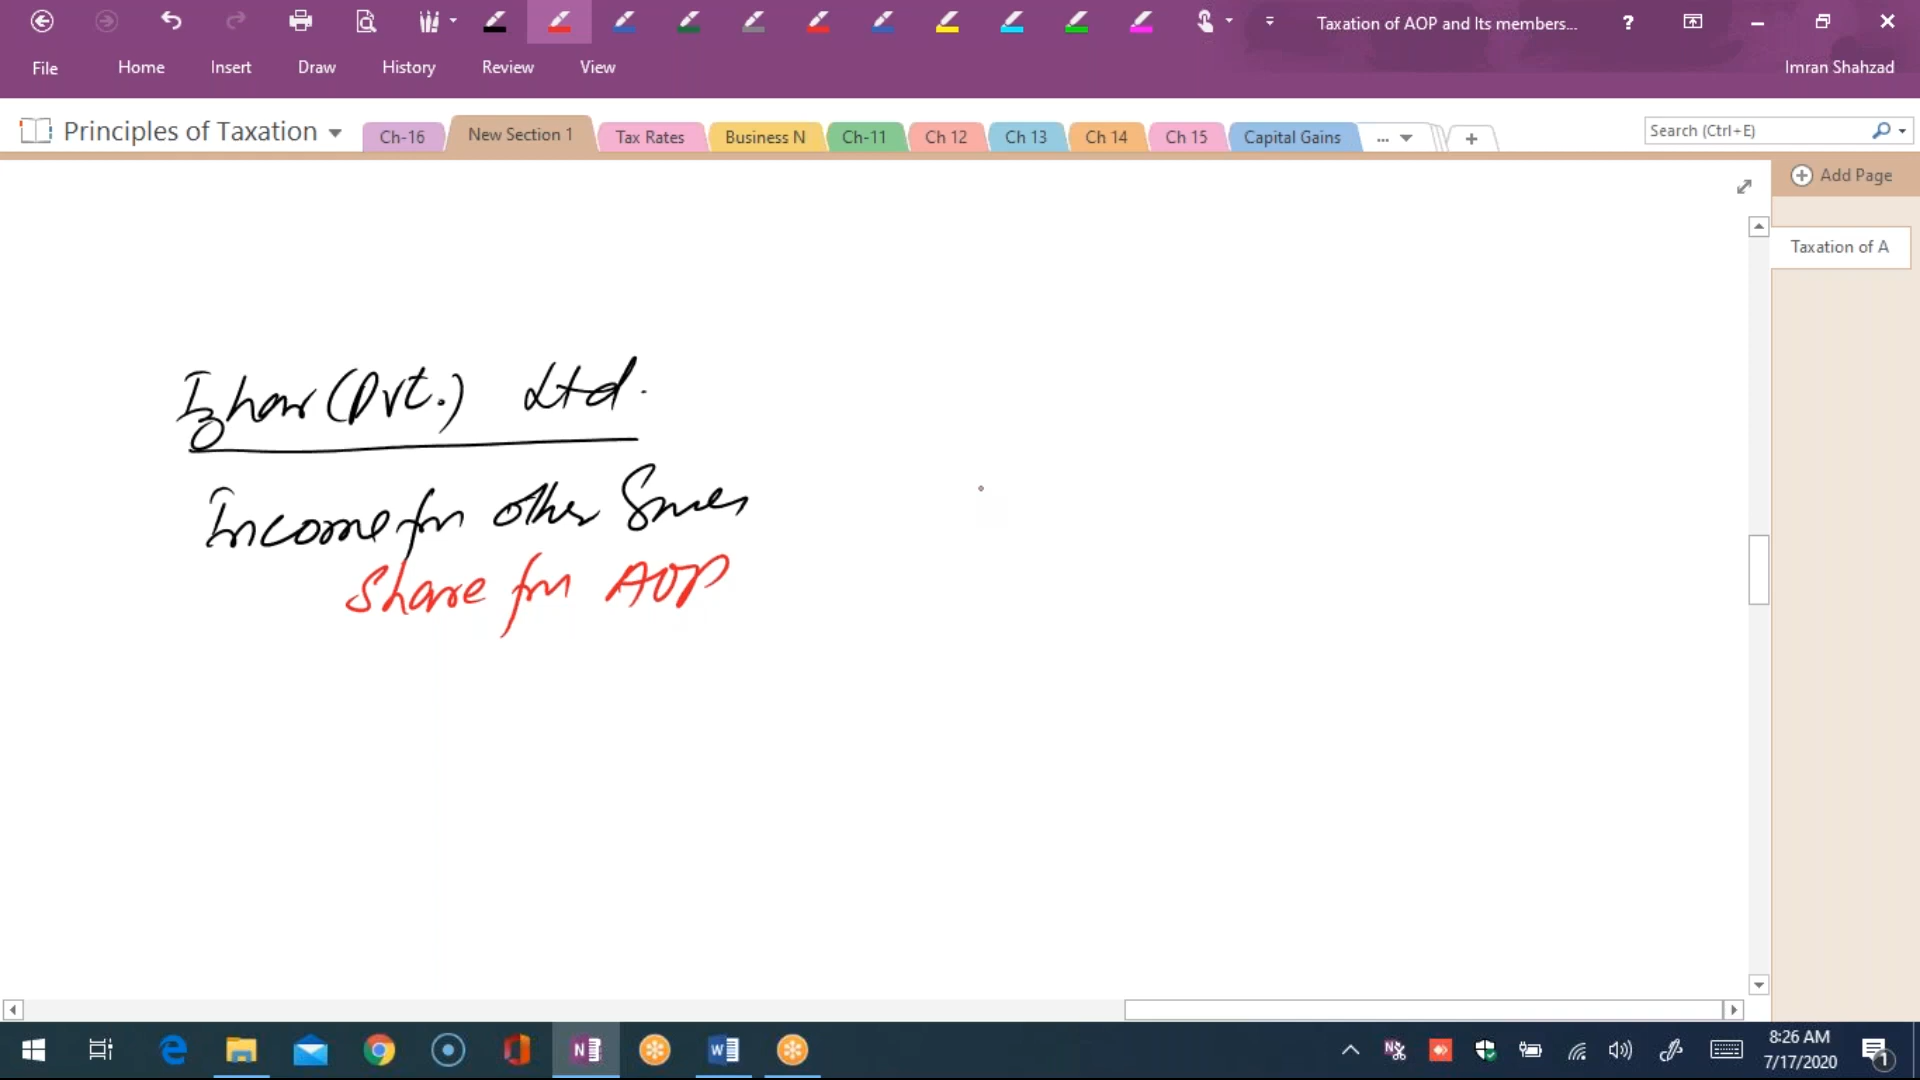 Taxation of AOP and Its members...
?
File
Home
Insert
Draw
History
Review
View
Imran Shahzad
Principles of Taxation
Ch-16
New Section 1
Tax Rates
Business N
Ch-11
Ch 12
Ch 13
Ch 14
Ch 15
Capital Gains
...
Search (Ctrl+E)
Add Page
Taxation of A
Izhar (Pvt.) Ltd.
Income from other Sources
Share from AOP
8:26 AM
7/17/2020
1